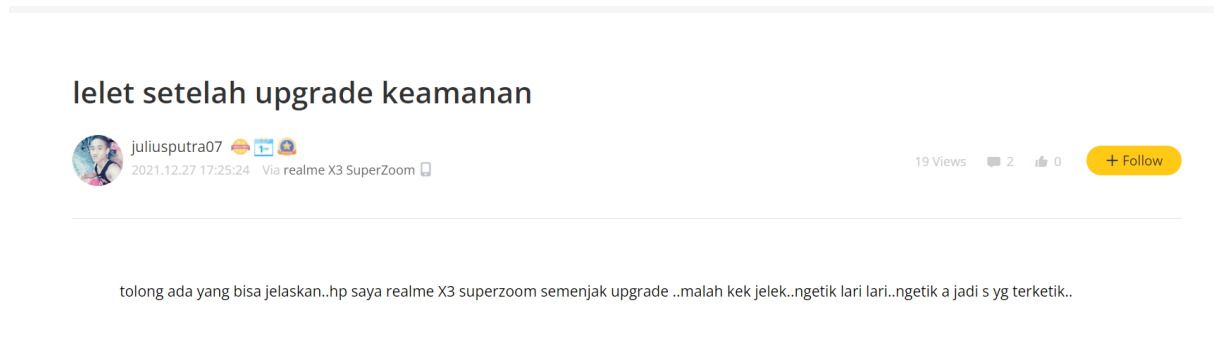 lelet setelah upgrade keamanan
juliusputra07
2021.12.27 17:25:24 Via realme X3 SuperZoom
19 Views 2 0 + Follow
tolong ada yang bisa jelaskan..hp saya realme X3 superzoom semenjak upgrade ..malah kek jelek..ngetik lari lari..ngetik a jadi s yg terketik..